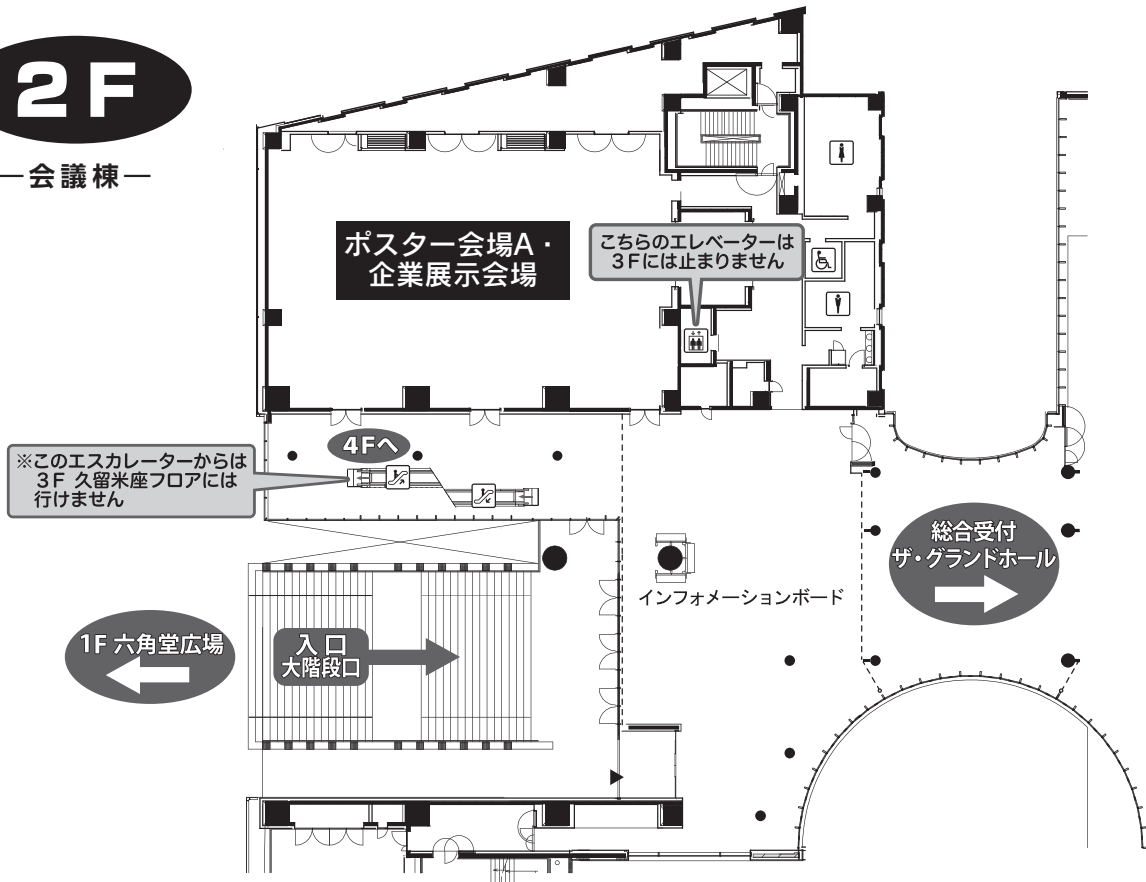 2F
―会議棟―
ポスター会場A・
企業展示会場
こちらのエレベーターは
3Fには止まりません
4Fへ
※このエスカレーターからは
3F 久留米座フロアには
行けません
総合受付
ザ・グランドホール
インフォメーションボード
1F 六角堂広場
入口
大階段口